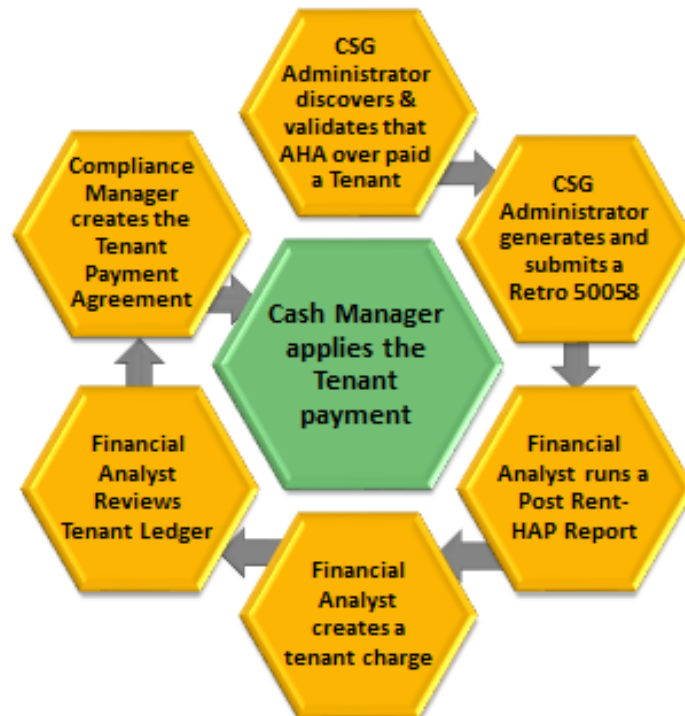 CSG
Administrator
discovers &
validates that
AHA over paid
a Tenant
CSG
Administrator
generates and
submits a
Retro 50058
Financial
Analyst runs a
Post Rent-
HAP Report
Financial
Analyst
creates a
tenant charge
Financial
Analyst
Reviews
Tenant Ledger
Compliance
Manager
creates the
Tenant
Payment
Agreement
Cash Manager
applies the
Tenant
payment